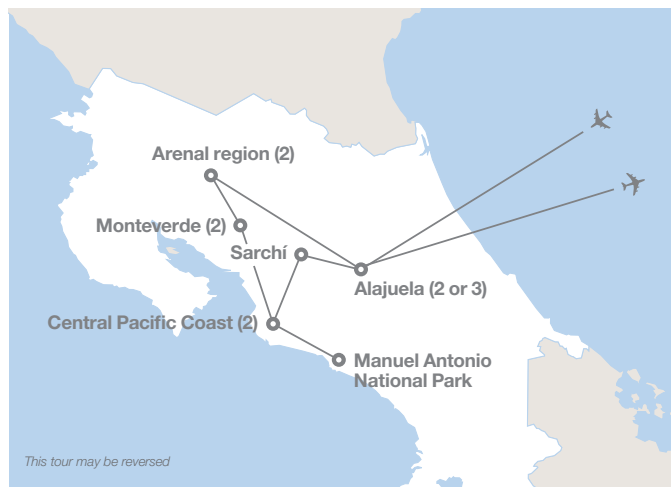 Arenal region (2)
Monteverde (2)
Sarchí
Alajuela (2 or 3)
Central Pacific Coast (2)
Manuel Antonio
National Park
This tour may be reversed